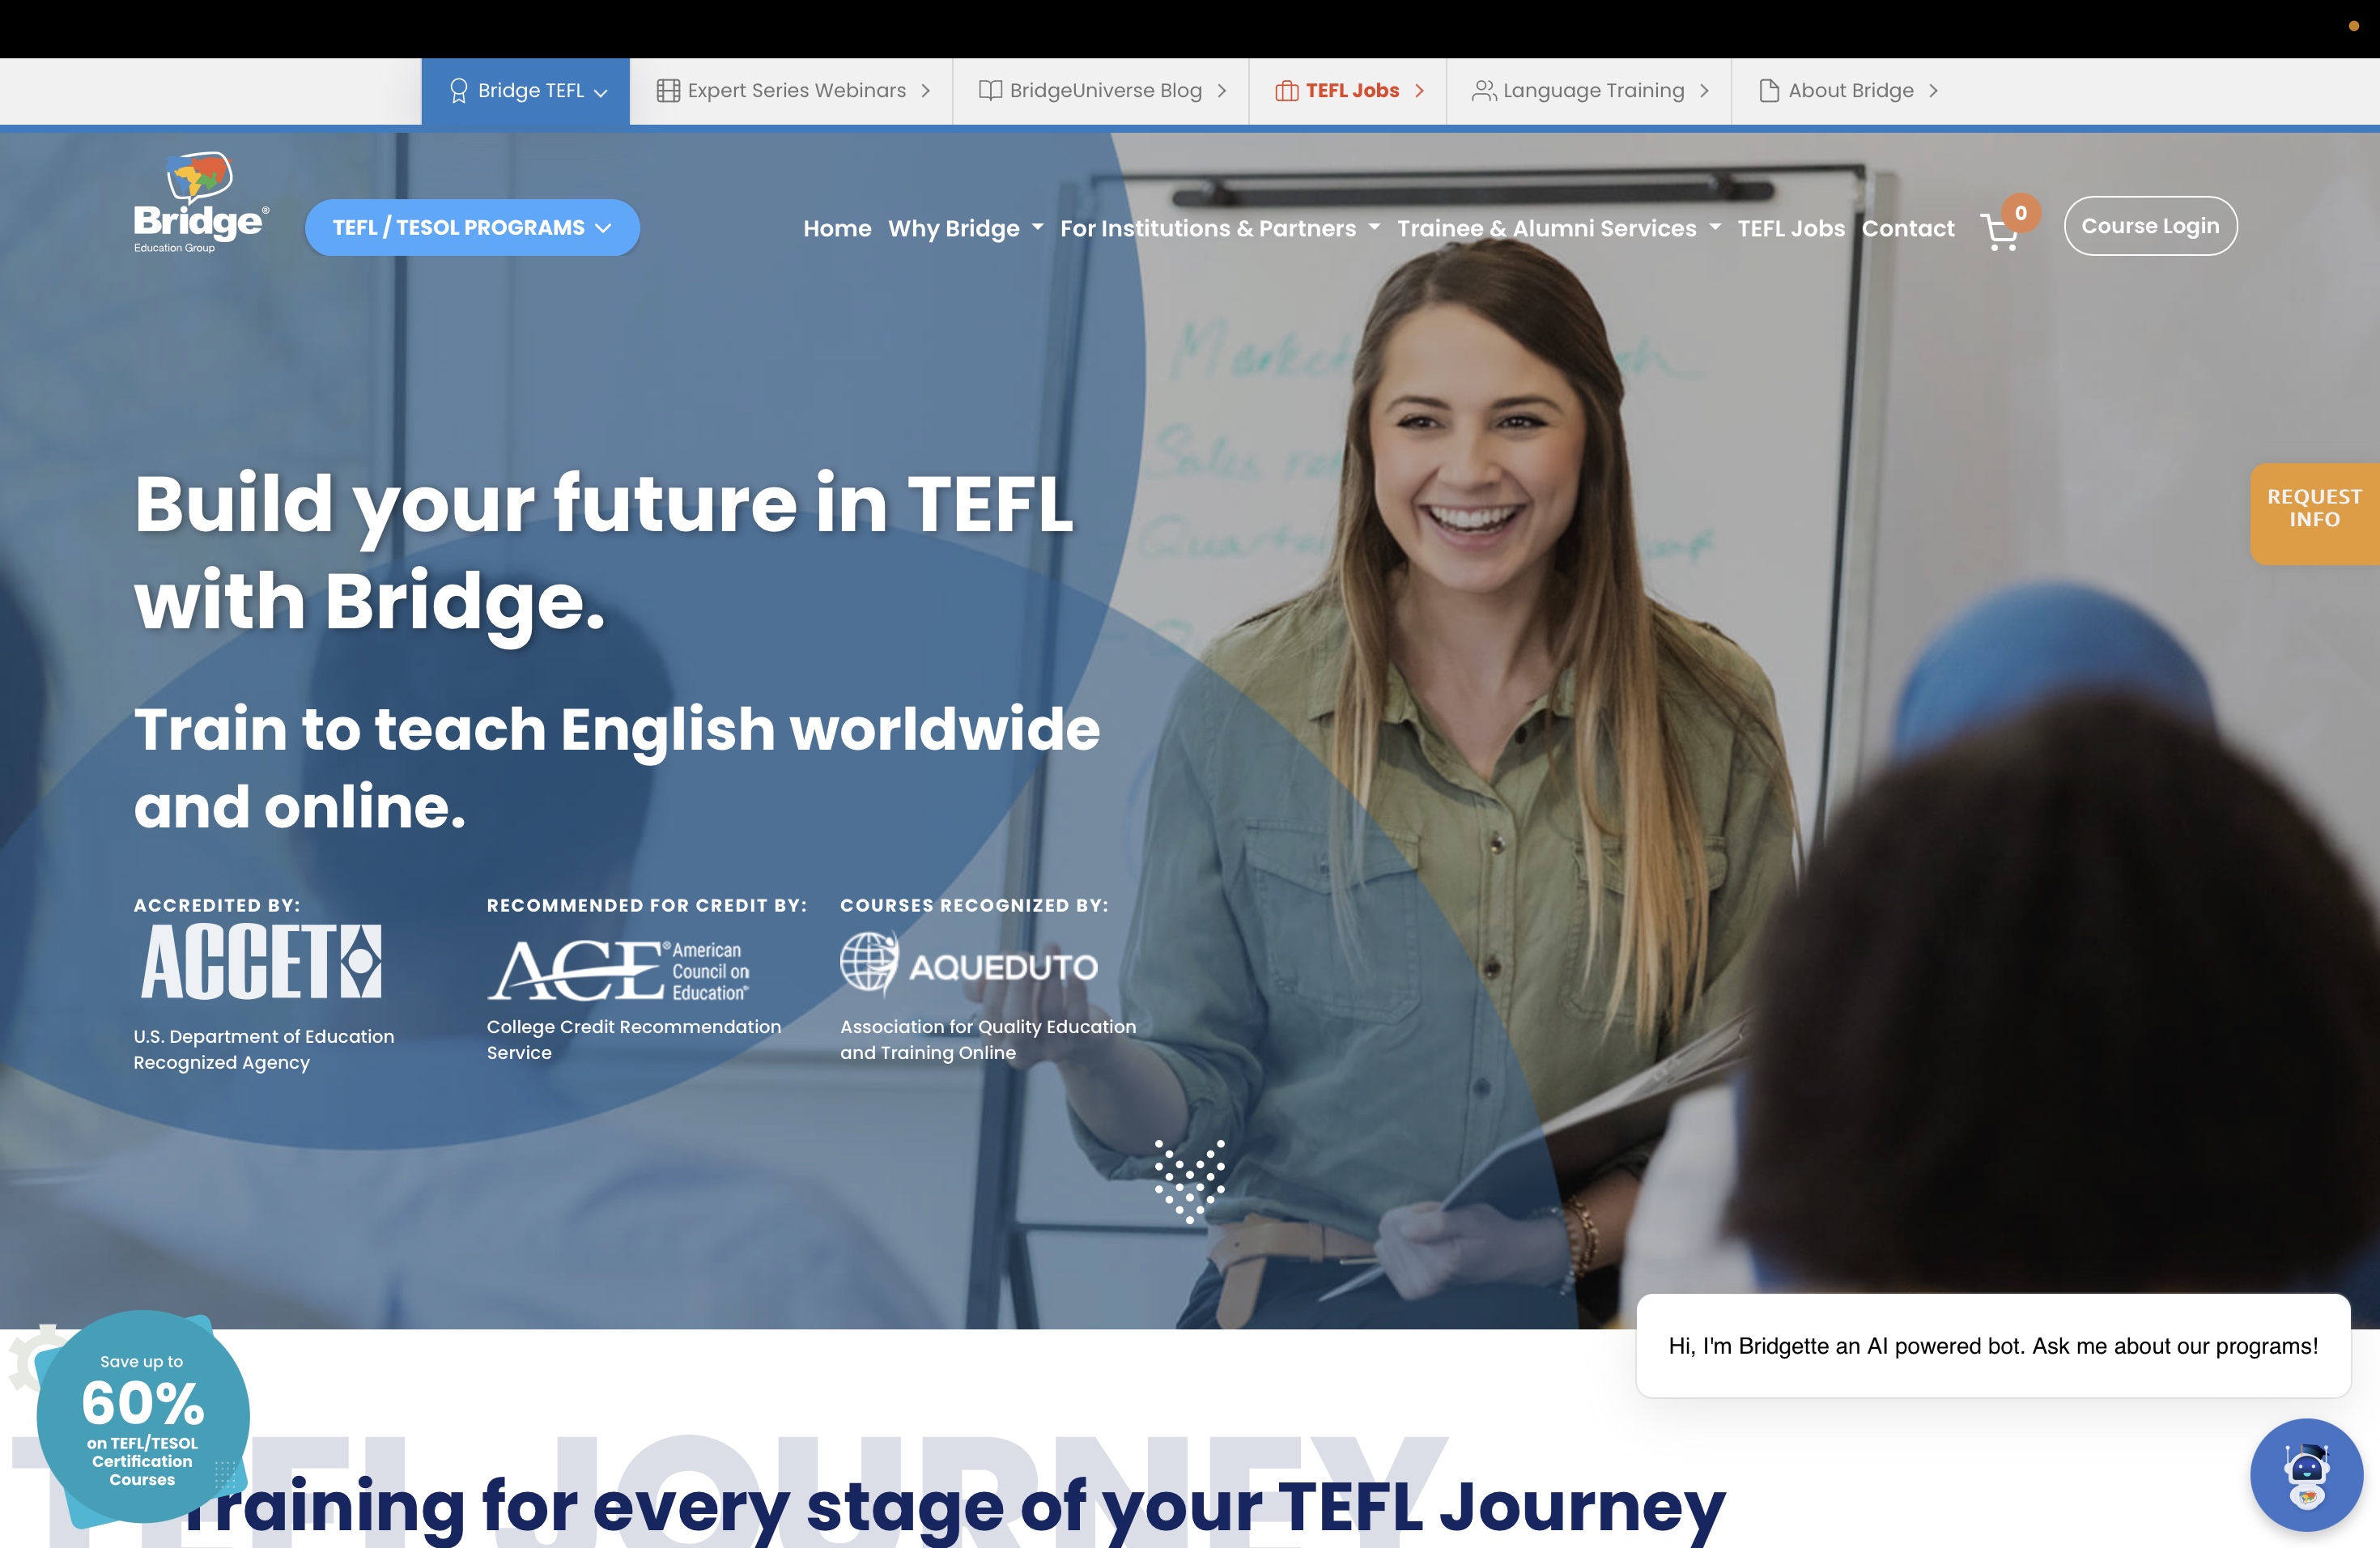 Bridge TEFL
Expert Series Webinars
BridgeUniverse Blog
TEFL Jobs
Language Training
About Bridge
Bridge®
Education Group
TEFL / TESOL PROGRAMS
Home
Why Bridge
For Institutions & Partners
Trainee & Alumni Services
TEFL Jobs
Contact
0
Course Login
Build your future in TEFL
with Bridge.
Train to teach English worldwide
and online.
REQUEST
INFO
ACCREDITED BY:
ACCET
U.S. Department of Education
Recognized Agency
RECOMMENDED FOR CREDIT BY:
ACE® American
Council on
Education®
College Credit Recommendation
Service
COURSES RECOGNIZED BY:
AQUEDUTO
Association for Quality Education
and Training Online
Hi, I'm Bridgette an AI powered bot. Ask me about our programs!
Save up to
60%
on TEFL/TESOL
Certification
Courses
TEFL JOURNEY
Training for every stage of your TEFL Journey